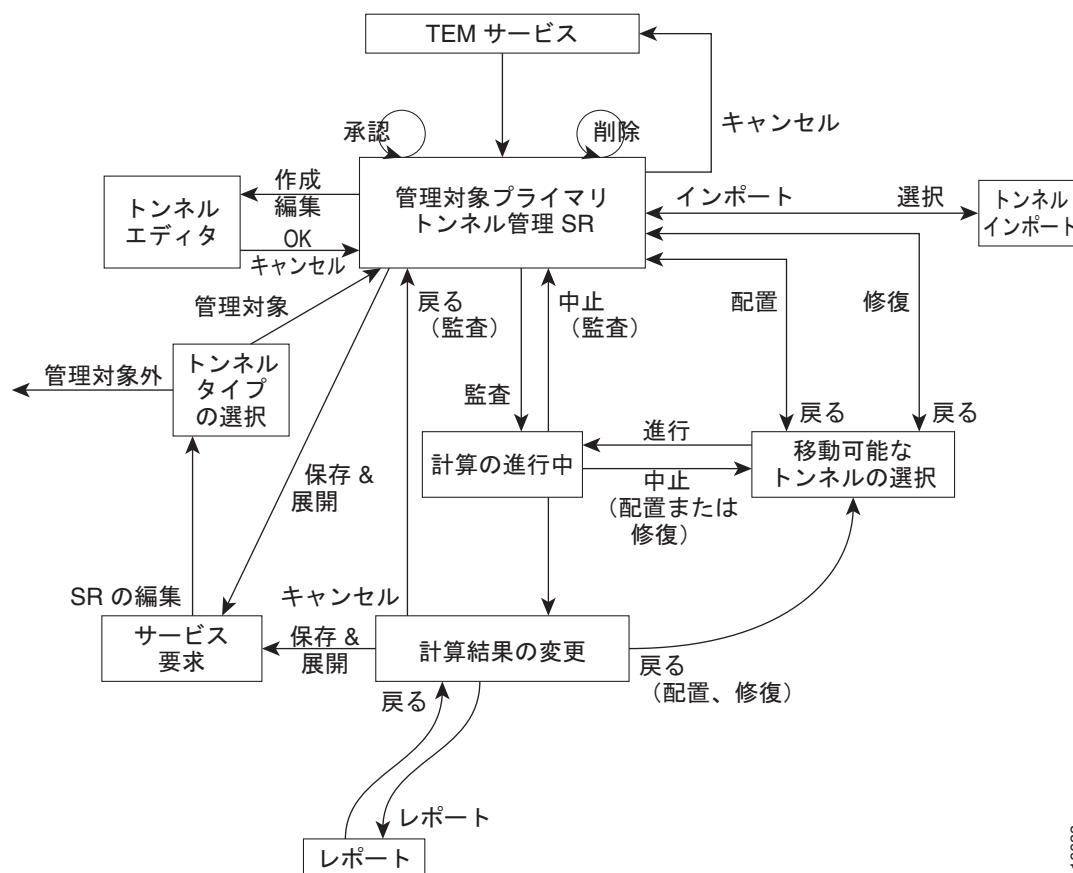 TEM サービス
承認
削除
キャンセル
作成
編集
管理対象プライマリ
トンネル管理 SR
インポート
選択
トンネル
インポート
トンネル
エディタ
OK
キャンセル
管理対象
戻る
（監査）
中止
（監査）
配置
修復
管理対象外
トンネル
タイプ
の選択
監査
戻る
戻る
進行
計算の進行中
移動可能な
トンネルの選択
中止
（配置または
修復）
保存 &
展開
SR の編集
キャンセル
サービス
要求
保存 &
展開
計算結果の変更
戻る
（配置、修復）
戻る
レポート
レポート